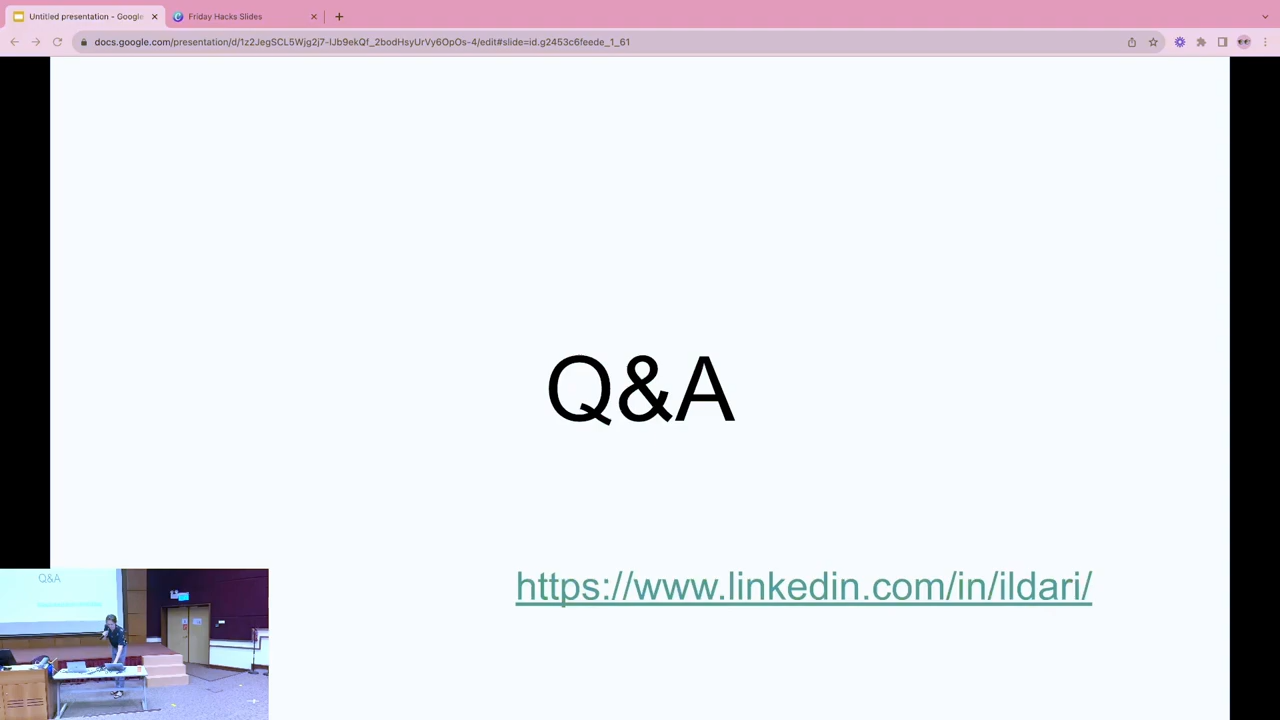 Untitled presentation - Google
Friday Hacks Slides
docs.google.com/presentation/d/1z2JegSCL5Wjg2j7-IJb9ekQf_2bodHsyUrVy6OpOs-4/edit#slide=id.g2453c6feede_1_61
Q&A
https://www.linkedin.com/in/ildari/
Q&A